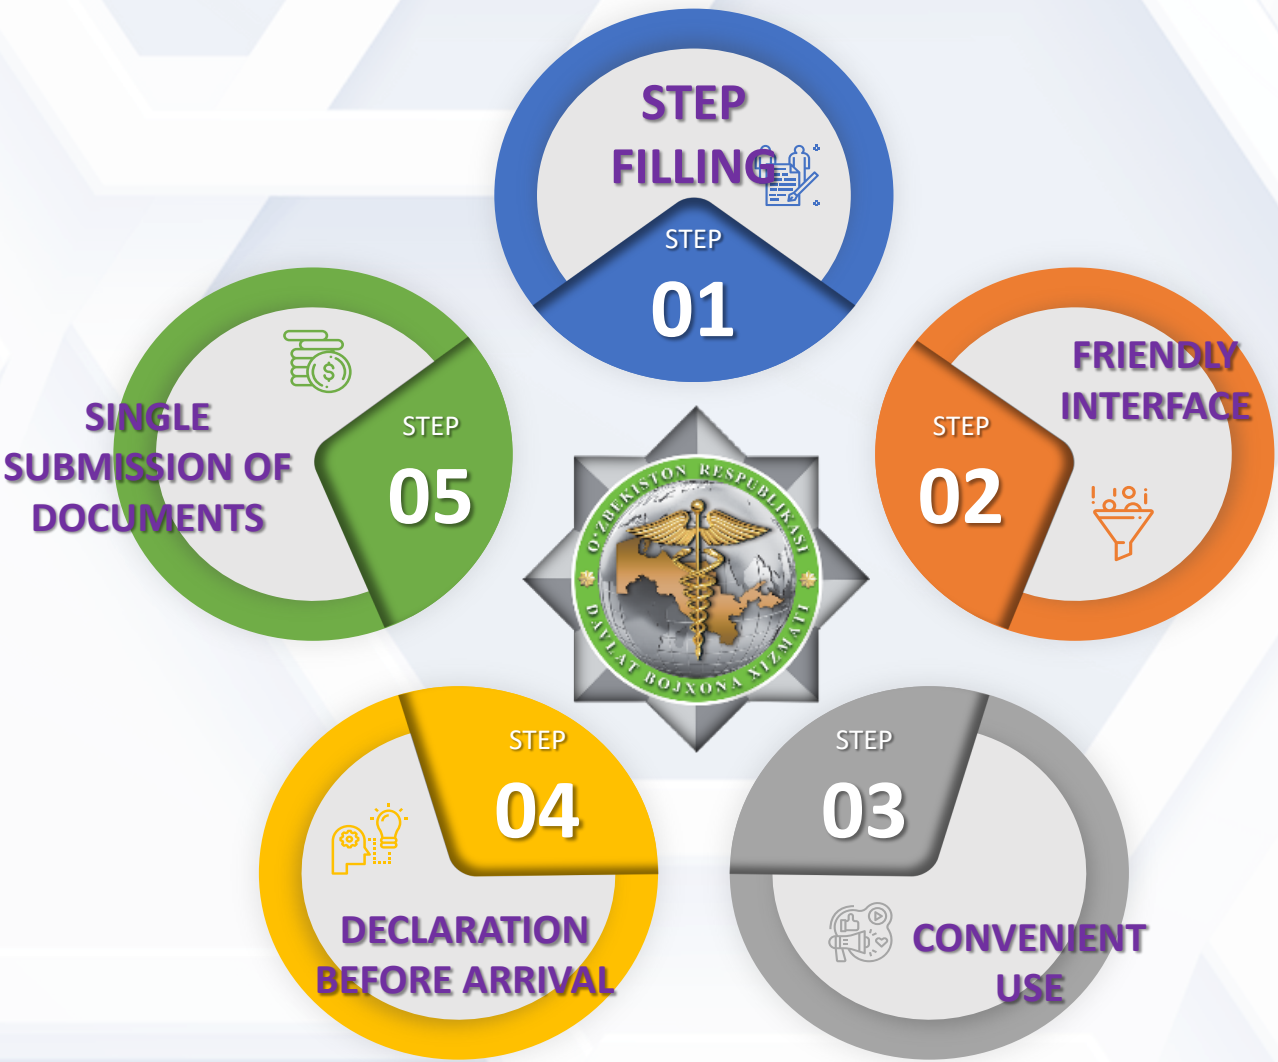 STEP
FILLING
STEP
01
FRIENDLY
INTERFACE
STEP
02
STEP
03
CONVENIENT
USE
STEP
04
DECLARATION
BEFORE ARRIVAL
SINGLE
SUBMISSION OF
DOCUMENTS
STEP
05
O'ZBEKISTON RESPUBLIKASI
DAVLAT BOJXONA XIZMATI